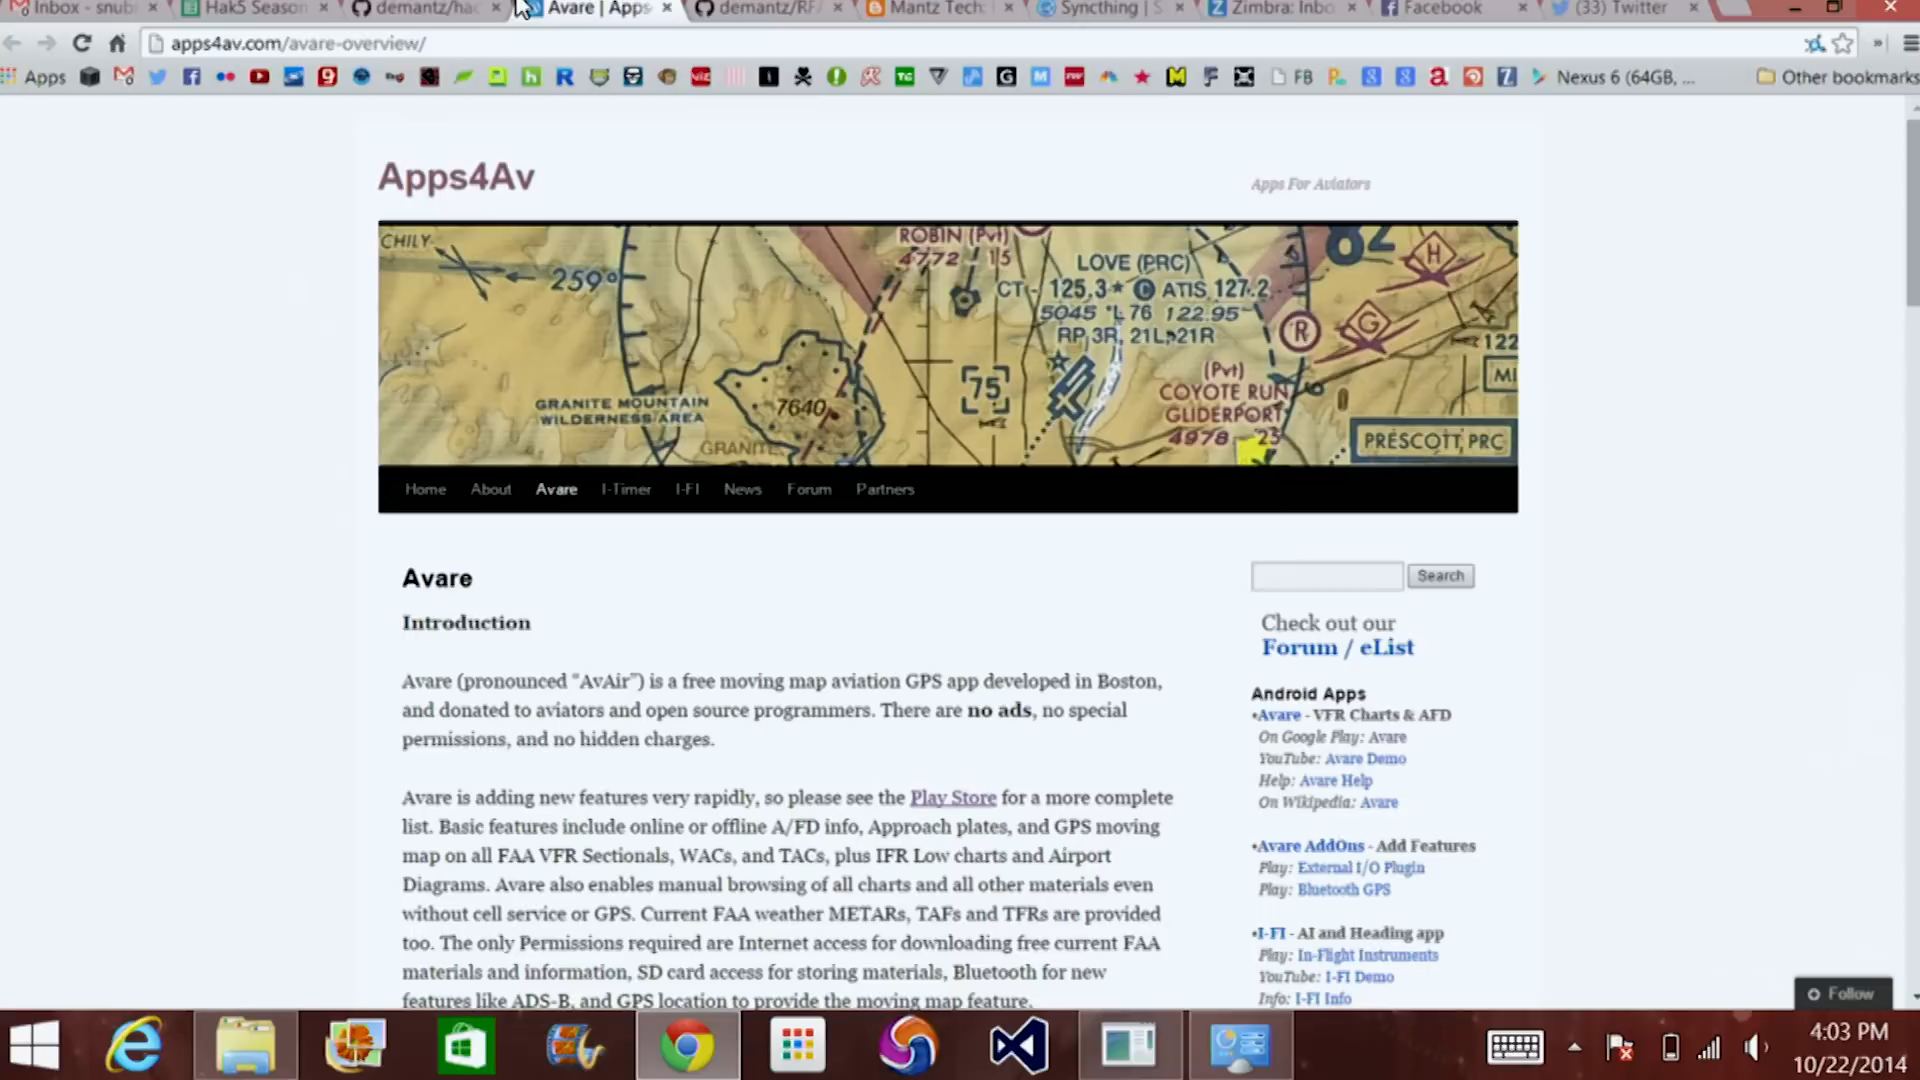 Inbox - snub
Hak5 Season
demantz/hac
Avare | Apps
demantz/RF
Mantz Tech:
Syncthing | S
Zimbra: Inbo
Facebook
(33) Twitter
apps4av.com/avare-overview/
Apps
FB
Nexus 6 (64GB, ...
Other bookmarks
Apps4Av
Apps For Aviators
CHILY
259°
ROBIN (Pvt)
4772 - 15
LOVE (PRC)
CT - 125.3 * C ATIS 127.2
5045 *L 76 122.95
RP 3R, 21L, 21R
82
H
G
R
122
MI
75
(Pvt)
COYOTE RUN
GLIDERPORT
4978 - 23
GRANITE MOUNTAIN
WILDERNESS AREA
7640
GRANITE
PRESCOTT PRC
Home About Avare I-Timer I-FI News Forum Partners
Avare
Introduction
Avare (pronounced “AvAir”) is a free moving map aviation GPS app developed in Boston,
and donated to aviators and open source programmers. There are no ads, no special
permissions, and no hidden charges.
Avare is adding new features very rapidly, so please see the Play Store for a more complete
list. Basic features include online or offline A/FD info, Approach plates, and GPS moving
map on all FAA VFR Sectionals, WACs, and TACs, plus IFR Low charts and Airport
Diagrams. Avare also enables manual browsing of all charts and all other materials even
without cell service or GPS. Current FAA weather METARs, TAFs and TFRs are provided
too. The only Permissions required are Internet access for downloading free current FAA
materials and information, SD card access for storing materials, Bluetooth for new
features like ADS-B, and GPS location to provide the moving map feature.
Search
Check out our
Forum / eList
Android Apps
•Avare - VFR Charts & AFD
On Google Play: Avare
YouTube: Avare Demo
Help: Avare Help
On Wikipedia: Avare
•Avare AddOns - Add Features
Play: External I/O Plugin
Play: Bluetooth GPS
•I-FI - AI and Heading app
Play: In-Flight Instruments
YouTube: I-FI Demo
Info: I-FI Info
Follow
4:03 PM
10/22/2014